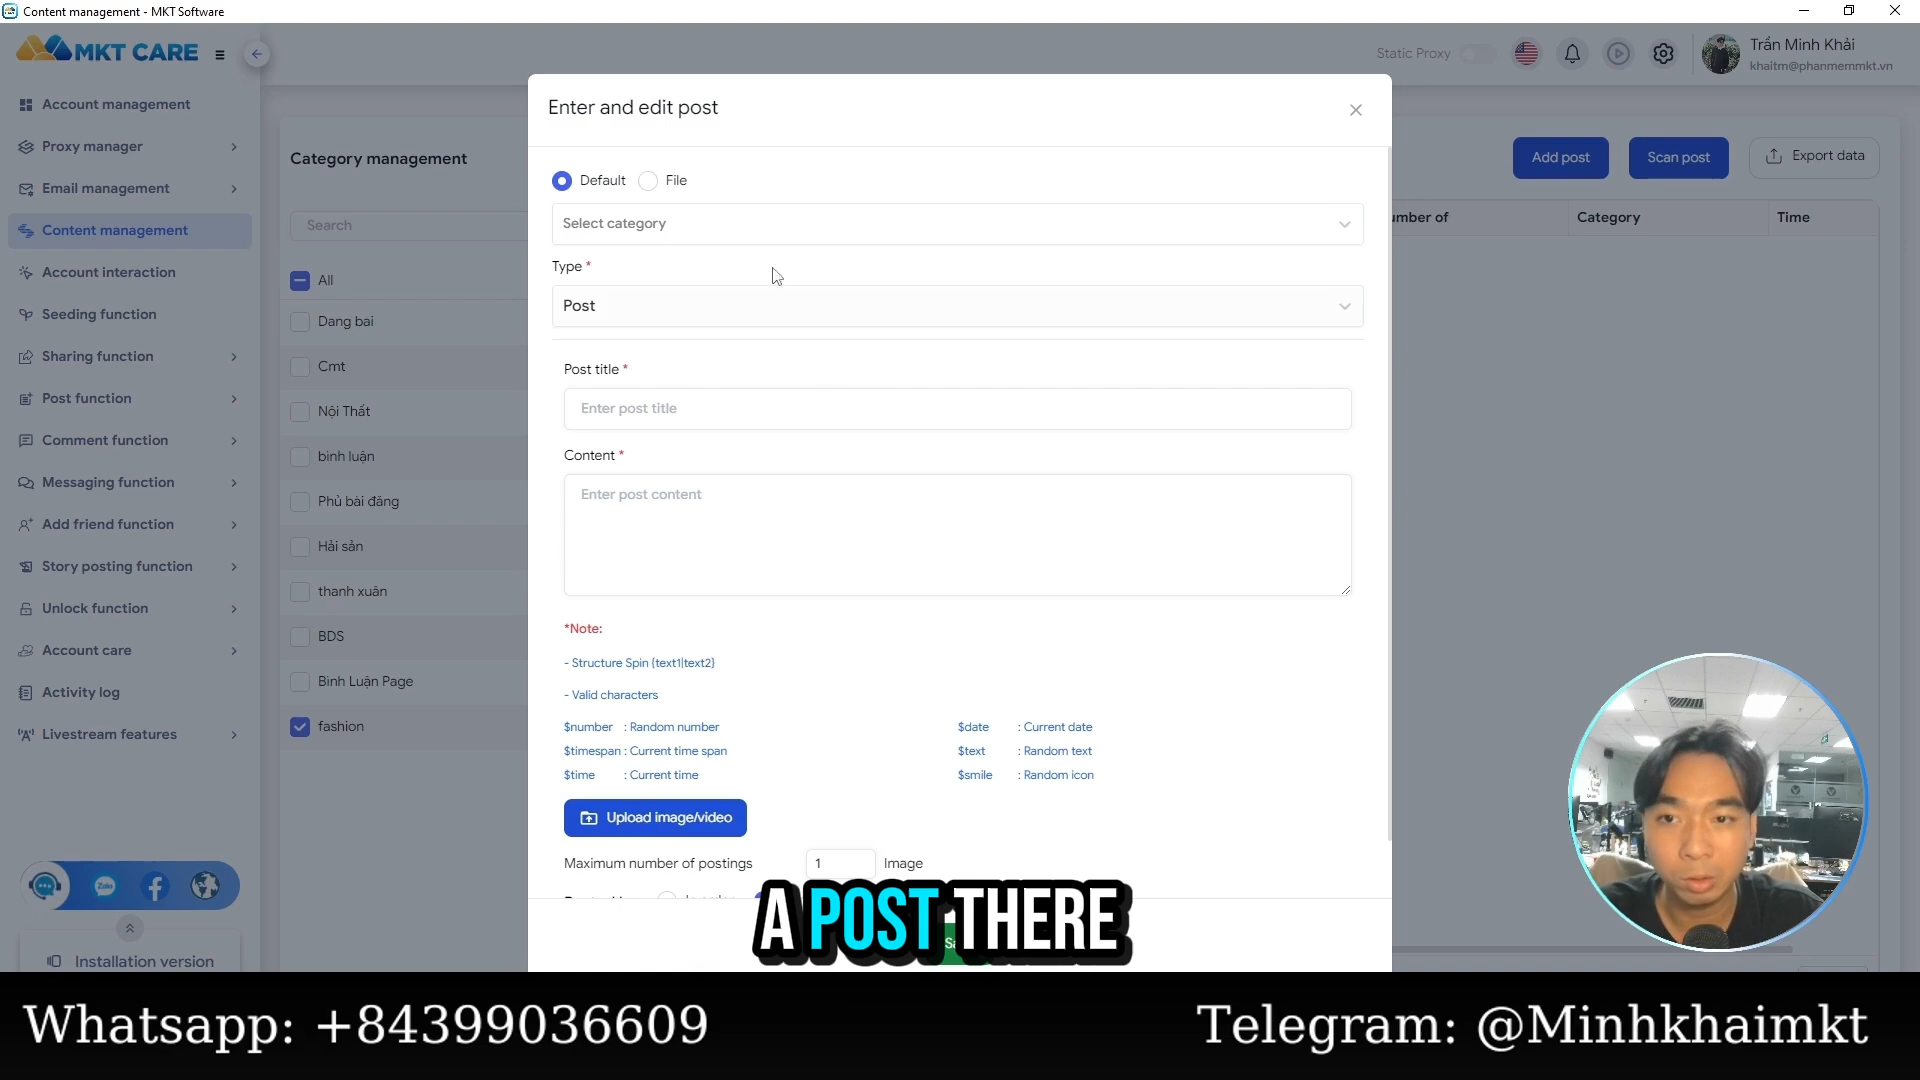 Content management - MKT Software
MKT CARE
Static Proxy
Trần Minh Khải
khaitm@phanmemmkt.vn
Account management
Proxy manager
Email management
Content management
Account interaction
Seeding function
Sharing function
Post function
Comment function
Messaging function
Add friend function
Story posting function
Unlock function
Account care
Activity log
Livestream features
Zalo
Installation version
Category management
Search
All
Dang bai
Cmt
Nội Thất
bình luận
Phủ bài đăng
Hải sản
thanh xuân
BDS
Bình Luận Page
fashion
Add post
Scan post
Export data
umber of
Category
Time
Enter and edit post
Default
File
Select category
Type *
Post
Post title *
Enter post title
Content *
Enter post content
*Note:
- Structure Spin {text1|text2}
- Valid characters
$number : Random number
$date : Current date
$timespan : Current time span
$text : Random text
$time : Current time
$smile : Random icon
Upload image/video
Maximum number of postings
1
Image
A POST THERE
Whatsapp: +84399036609
Telegram: @Minhkhaimkt